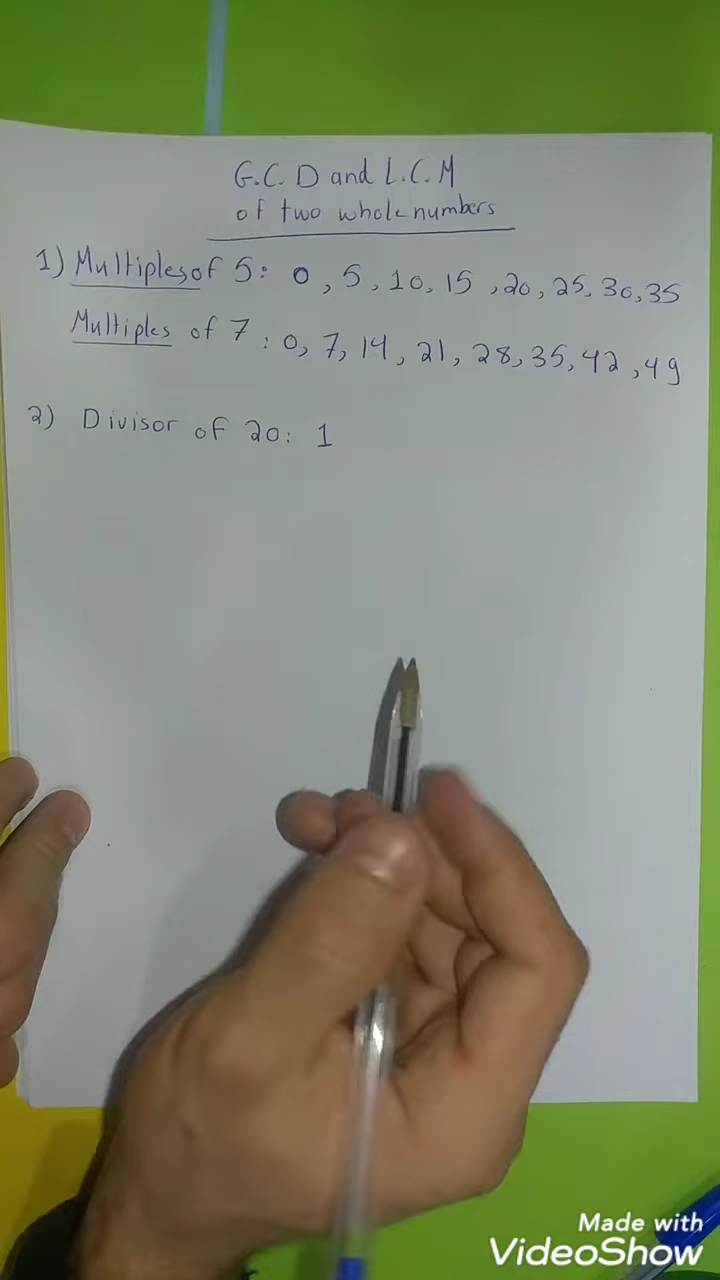 G.C.D and L.C.M
of two whole numbers
1) Multiples of 5: 0, 5, 10, 15, 20, 25, 30, 35
Multiples of 7: 0, 7, 14, 21, 28, 35, 42, 49
2) Divisor of 20: 1
Made with
VideoShow